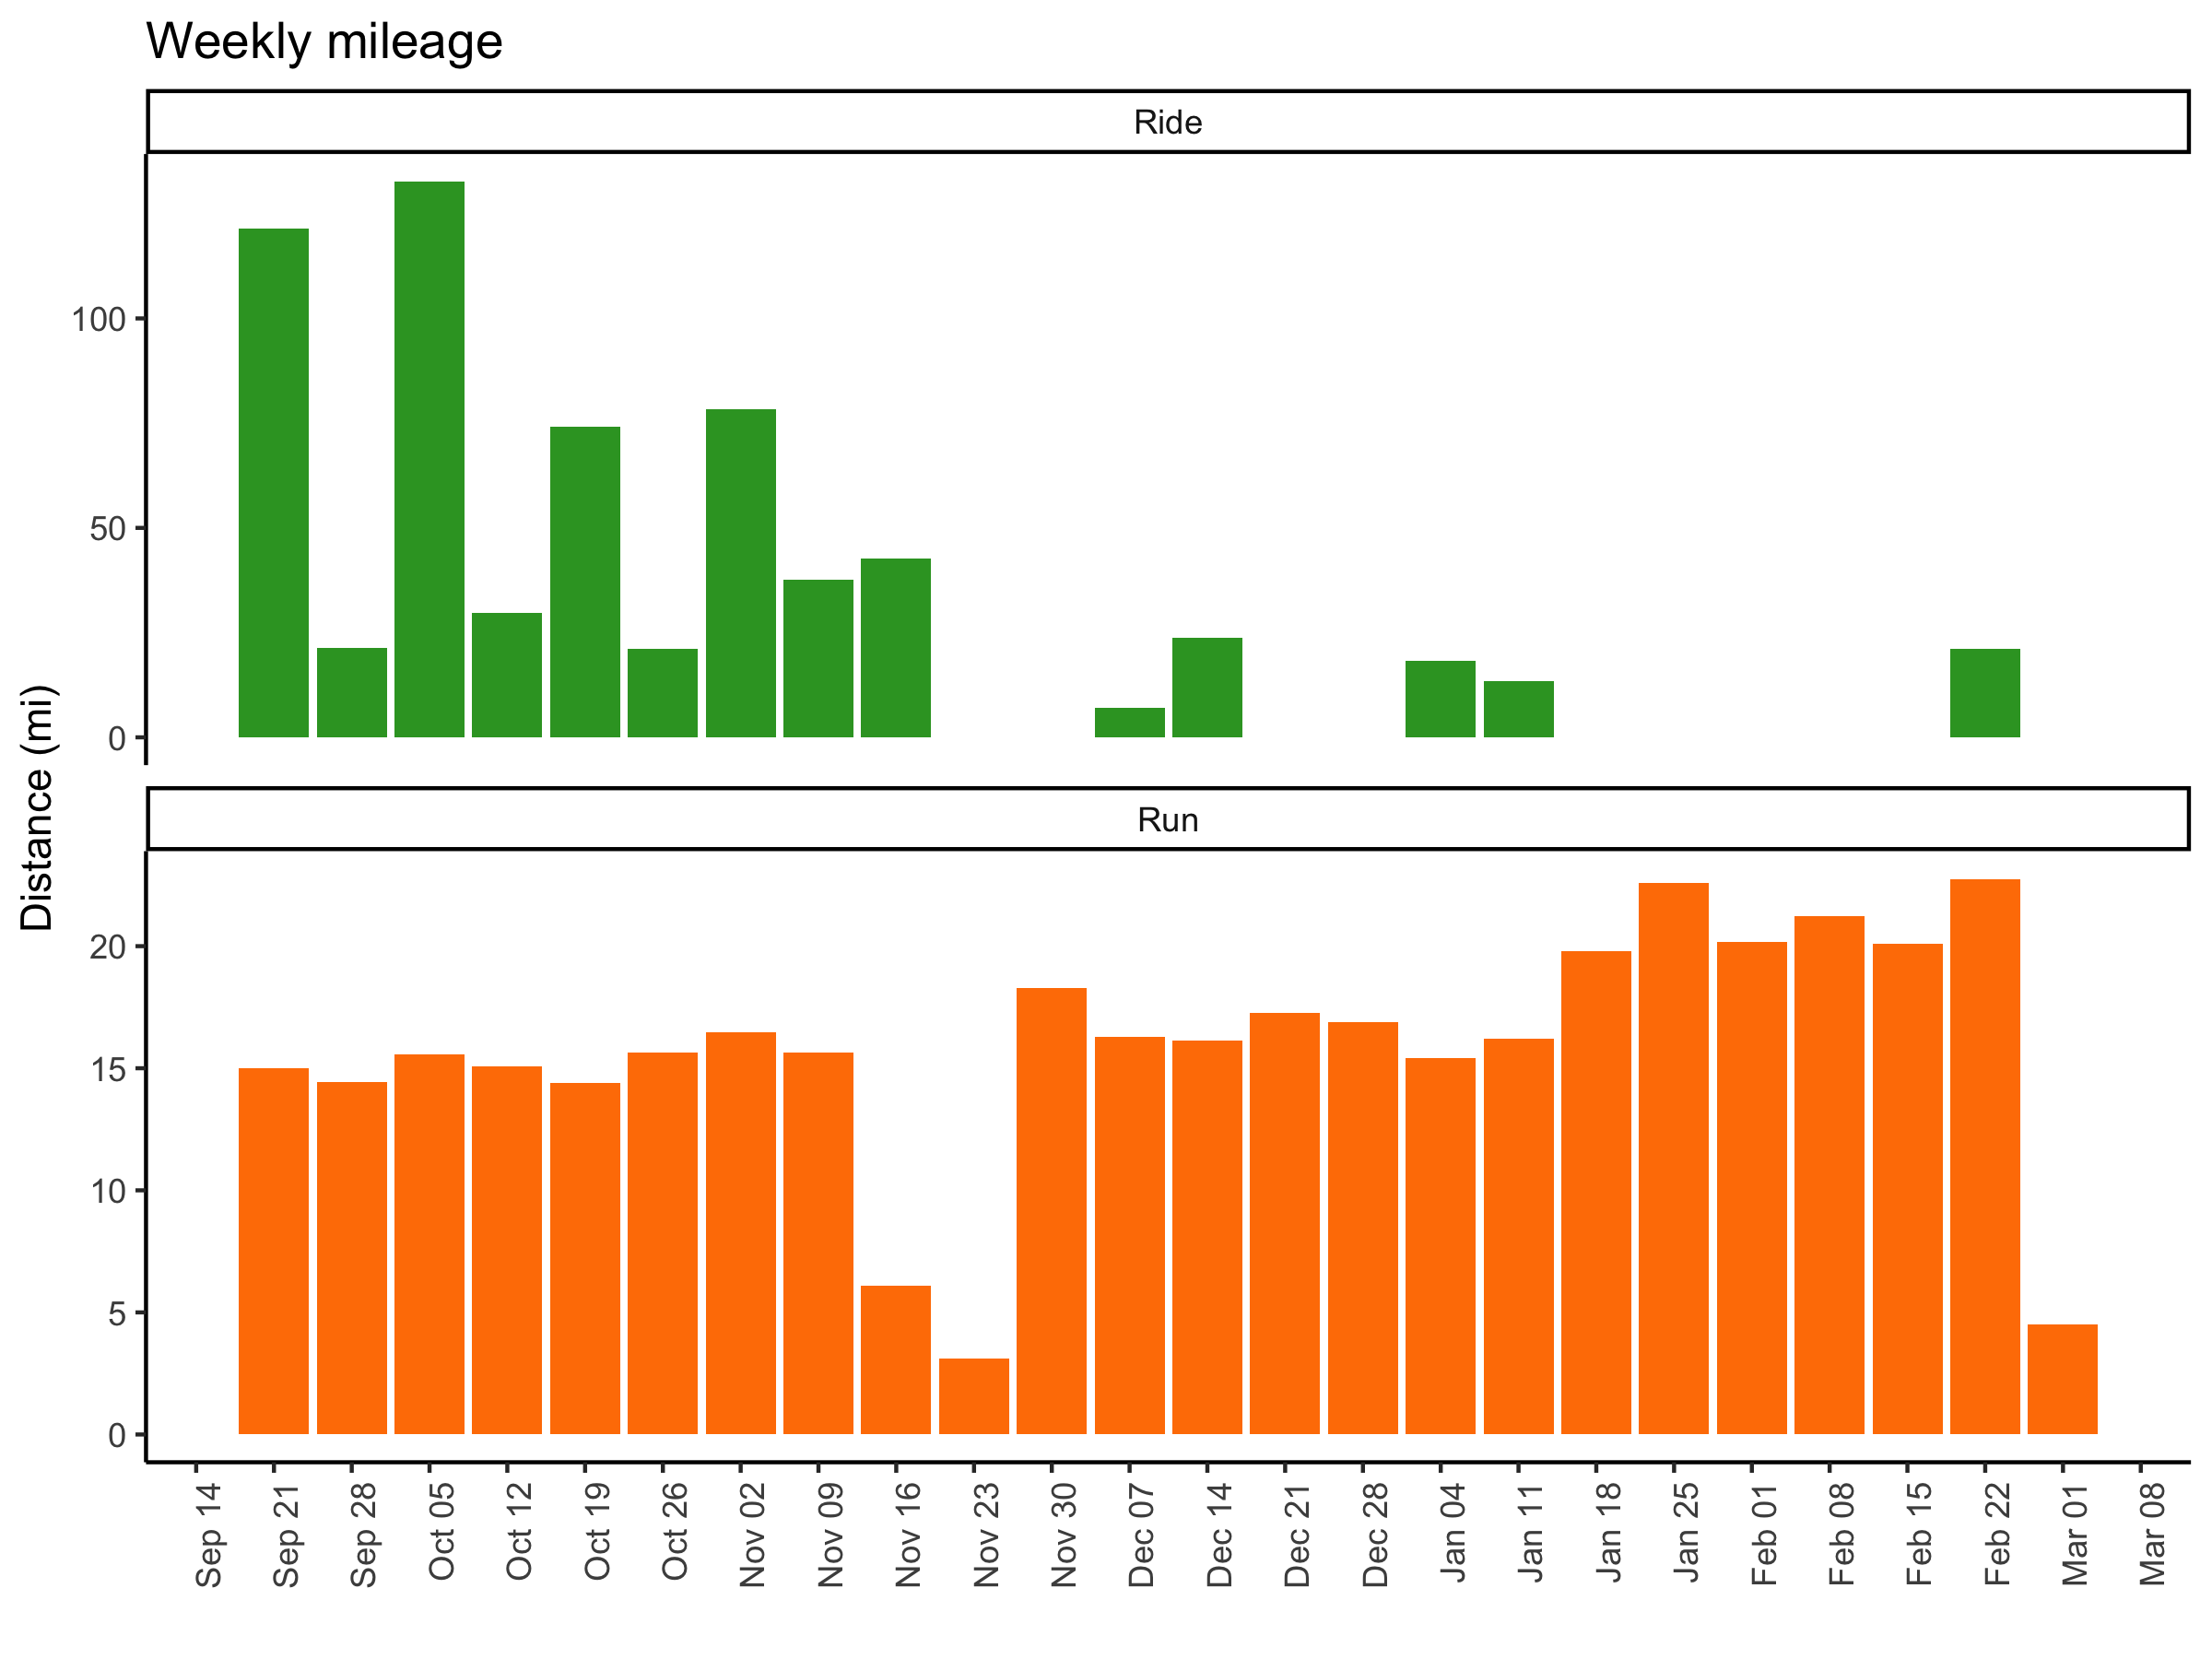 Weekly mileage
Ride
100
50
0
Distance (mi)
Run
20
15
10
5
0
Sep 14
Sep 21
Sep 28
Oct 05
Oct 12
Oct 19
Oct 26
Nov 02
Nov 09
Nov 16
Nov 23
Nov 30
Dec 07
Dec 14
Dec 21
Dec 28
Jan 04
Jan 11
Jan 18
Jan 25
Feb 01
Feb 08
Feb 15
Feb 22
Mar 01
Mar 08